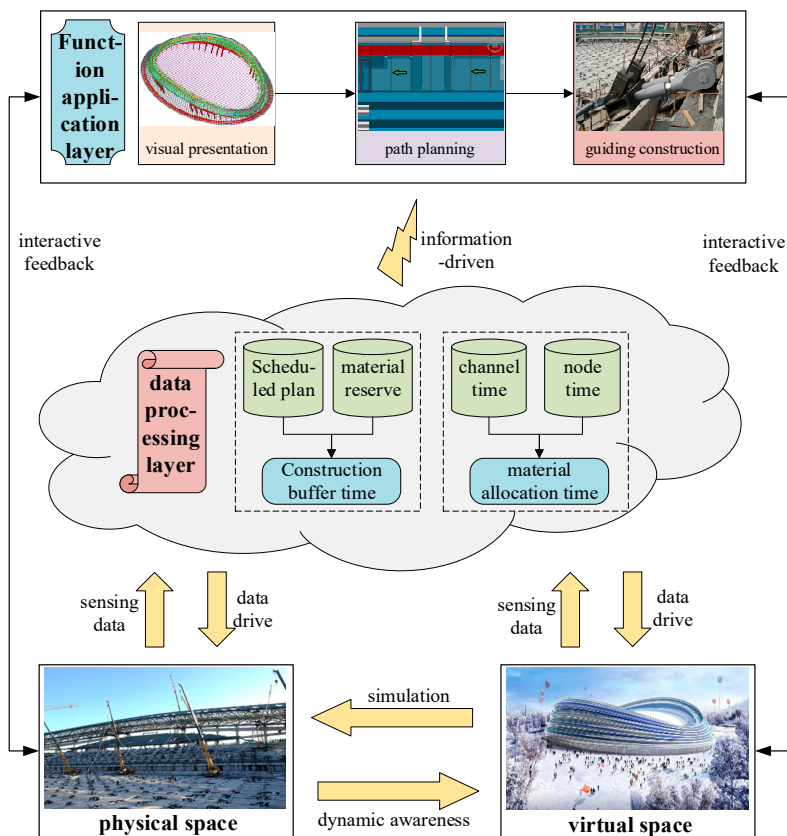 Funct-
ion
appli-
cation
layer
visual presentation
path planning
guiding construction
interactive
feedback
information
-driven
interactive
feedback
data
proc-
essing
layer
Schedu-
led plan
material
reserve
Construction
buffer time
channel
time
node
time
material
allocation time
sensing
data
data
drive
sensing
data
data
drive
simulation
dynamic awareness
physical space
virtual space